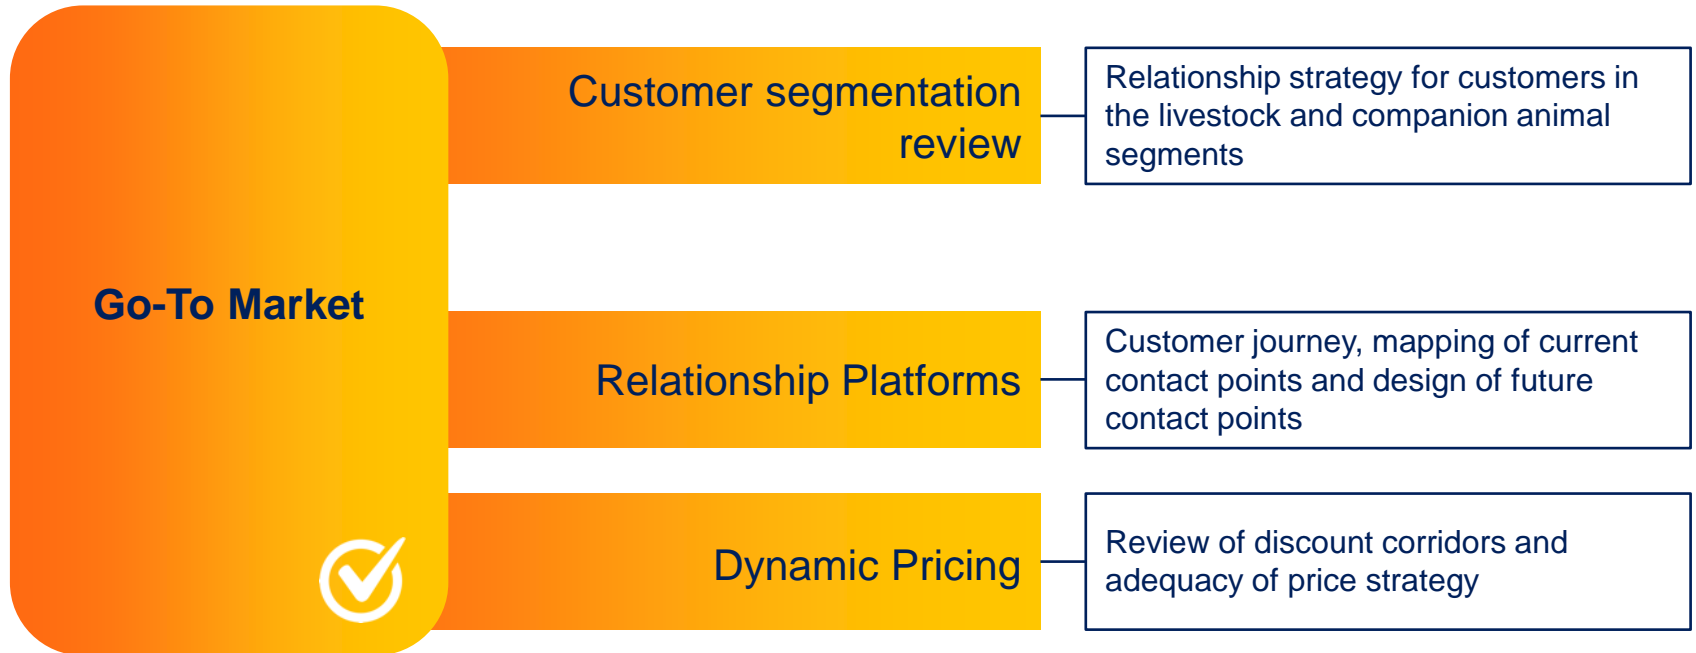 Go-To Market
Customer segmentation
review
Relationship strategy for customers in
the livestock and companion animal
segments
Relationship Platforms
Customer journey, mapping of current
contact points and design of future
contact points
Dynamic Pricing
Review of discount corridors and
adequacy of price strategy